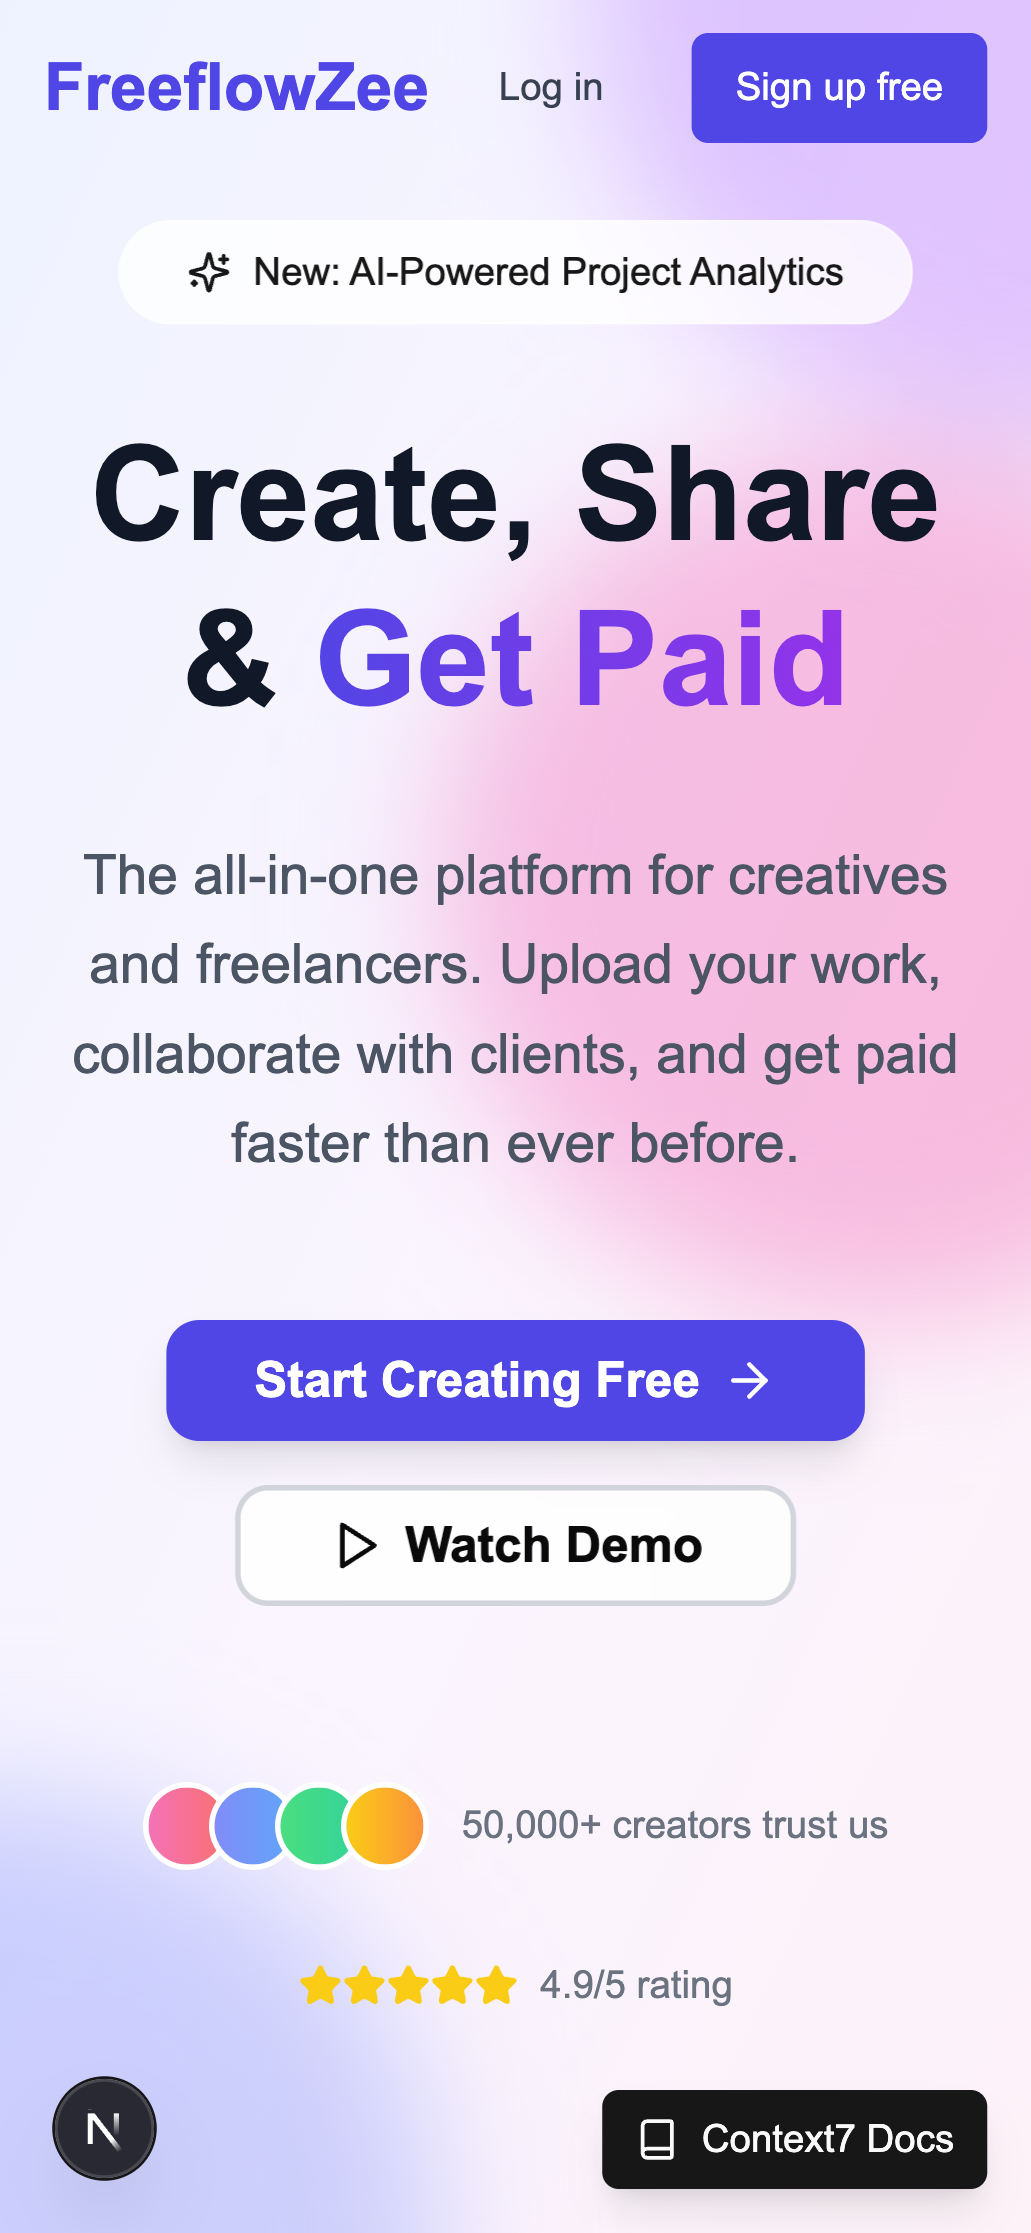 FreeflowZee
Log in
Sign up free
New: AI-Powered Project Analytics
Create, Share
& Get Paid
The all-in-one platform for creatives
and freelancers. Upload your work,
collaborate with clients, and get paid
faster than ever before.
Start Creating Free
Watch Demo
50,000+ creators trust us
4.9/5 rating
N
Context7 Docs